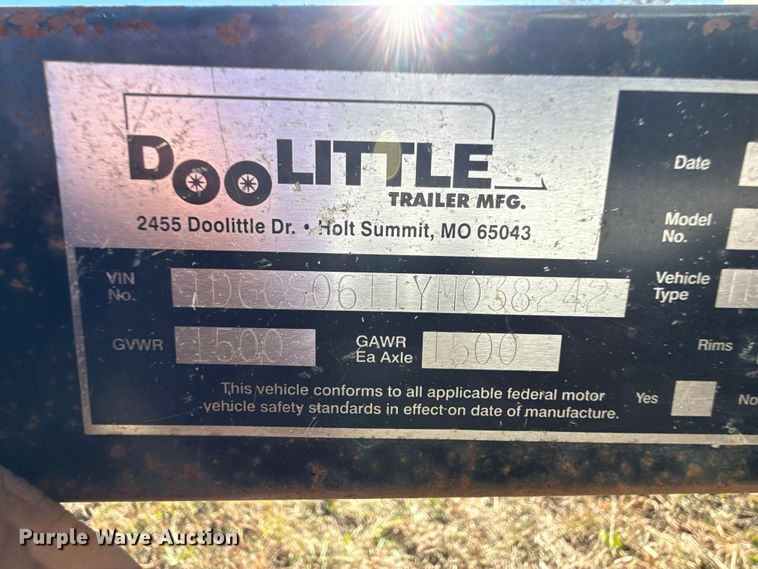 DooLITTLE
TRAILER MFG.
2455 Doolittle Dr. • Holt Summit, MO 65043
Date
Model
No.
VIN
No. 1DGCS0611YM038242
Vehicle
Type
GVWR 1500
GAWR
Ea Axle 1500
Rims
This vehicle conforms to all applicable federal motor
vehicle safety standards in effect on date of manufacture.
Yes
No
Purple Wave Auction